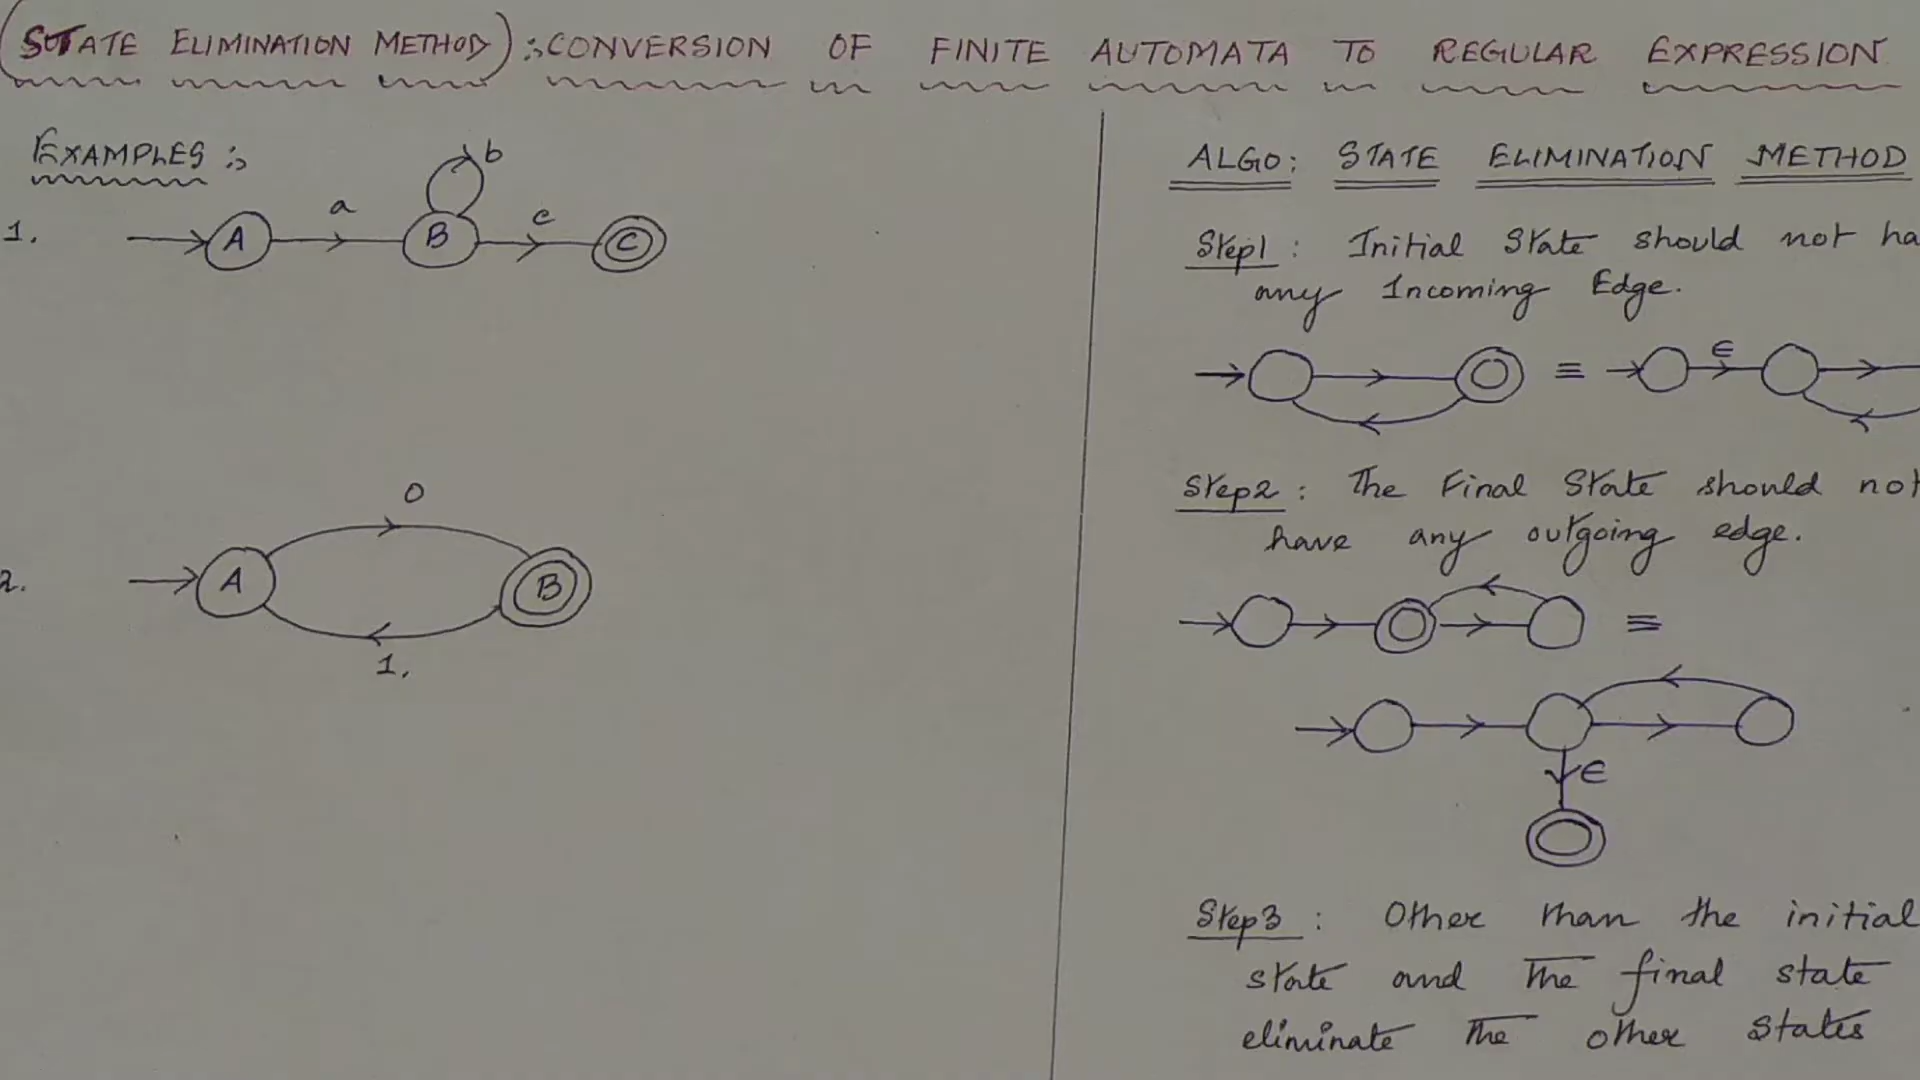 (STATE ELIMINATION METHOD) :. CONVERSION OF FINITE AUTOMATA TO REGULAR EXPRESSION
EXAMPLES :.
1.
A
a
B
b
c
C
2.
A
0
B
1.
ALGO: STATE ELIMINATION METHOD
Step1 : Initial State should not ha
any Incoming Edge.
≡
ϵ
Step2 : The Final State should not
have any outgoing edge.
≡
ϵ
Step3 : Other than the initial
state and the final state
eliminate the other states